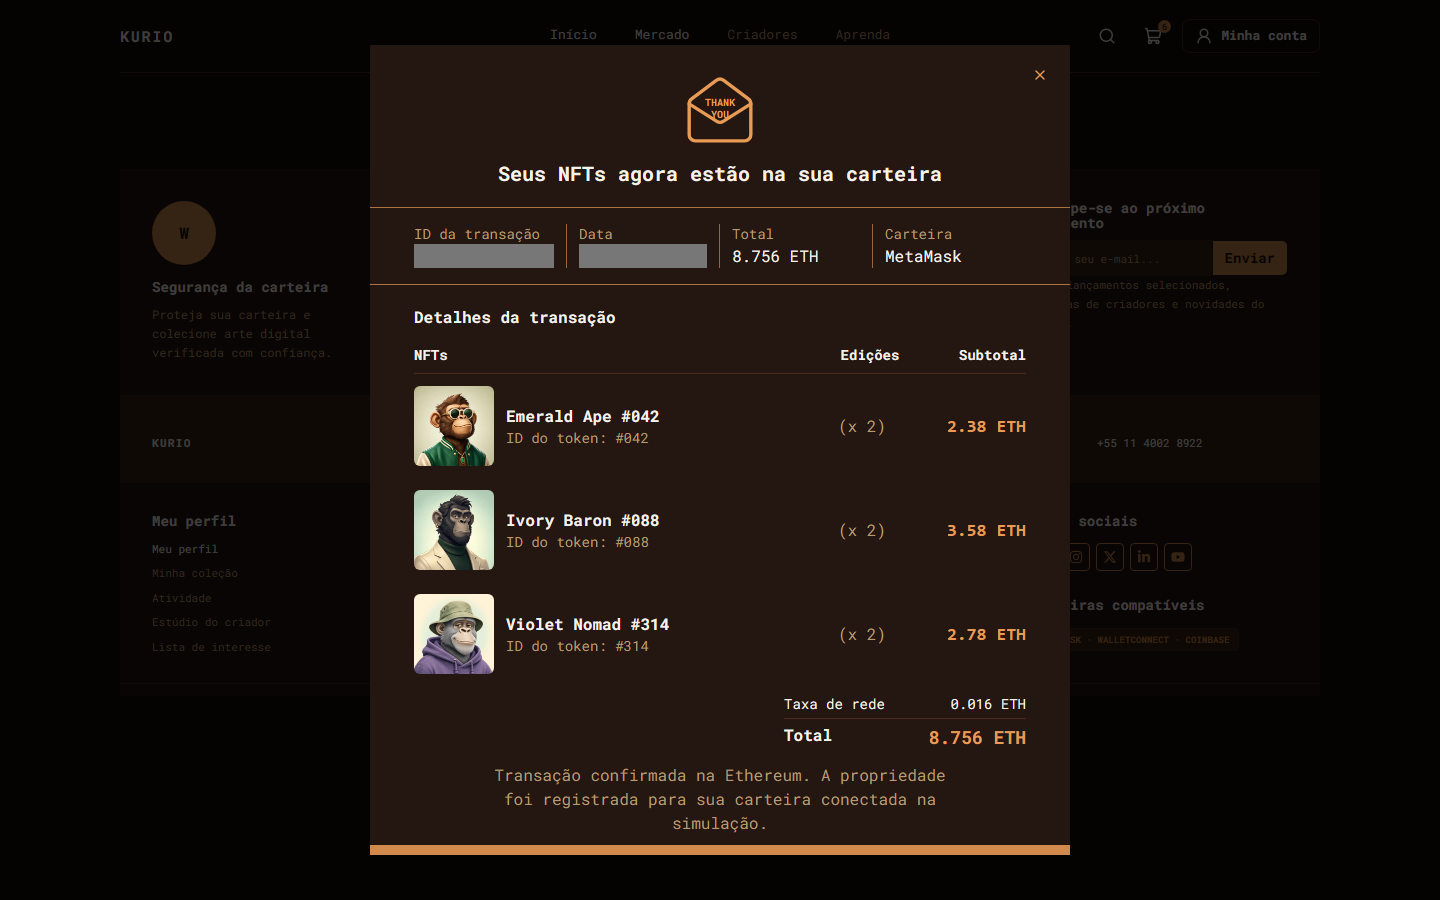 KURIO
Início
Mercado
Criadores
Aprenda
6
Minha conta
THANK
YOU
×
Seus NFTs agora estão na sua carteira
ID da transação
Data
Total
8.756 ETH
Carteira
MetaMask
Detalhes da transação
NFTs
Edições
Subtotal
Emerald Ape #042
ID do token: #042
(x 2)
2.38 ETH
Ivory Baron #088
ID do token: #088
(x 2)
3.58 ETH
Violet Nomad #314
ID do token: #314
(x 2)
2.78 ETH
Taxa de rede
0.016 ETH
Total
8.756 ETH
Transação confirmada na Ethereum. A propriedade
foi registrada para sua carteira conectada na
simulação.
W
Segurança da carteira
Proteja sua carteira e
colecione arte digital
verificada com confiança.
pe-se ao próximo
ento
seu e-mail...
Enviar
ançamentos selecionados,
as de criadores e novidades do
KURIO
+55 11 4002 8922
Meu perfil
Meu perfil
Minha coleção
Atividade
Estúdio do criador
Lista de interesse
sociais
iras compatíveis
SK · WALLETCONNECT · COINBASE